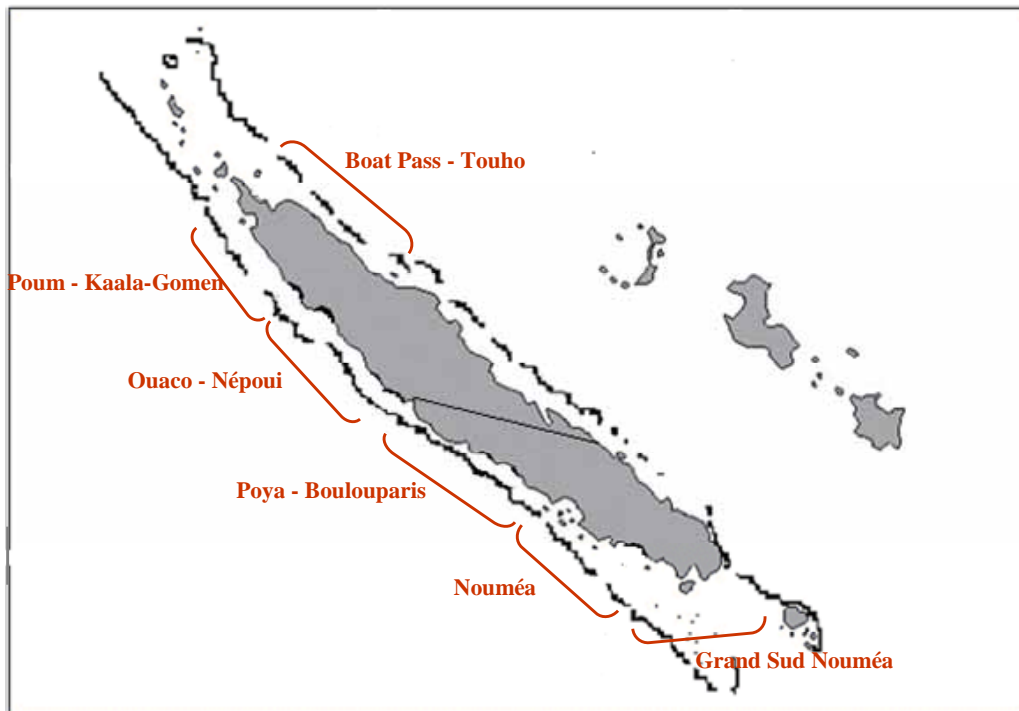 Boat Pass - Touho
Poum - Kaala-Gomen
Ouaco - Népoui
Poya - Boulouparis
Nouméa
Grand Sud Nouméa